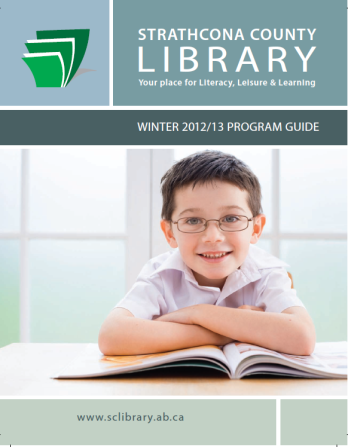 STRATHCONA COUNTY
LIBRARY
Your place for Literacy, Leisure & Learning
WINTER 2012/13 PROGRAM GUIDE
www.sclibrary.ab.ca